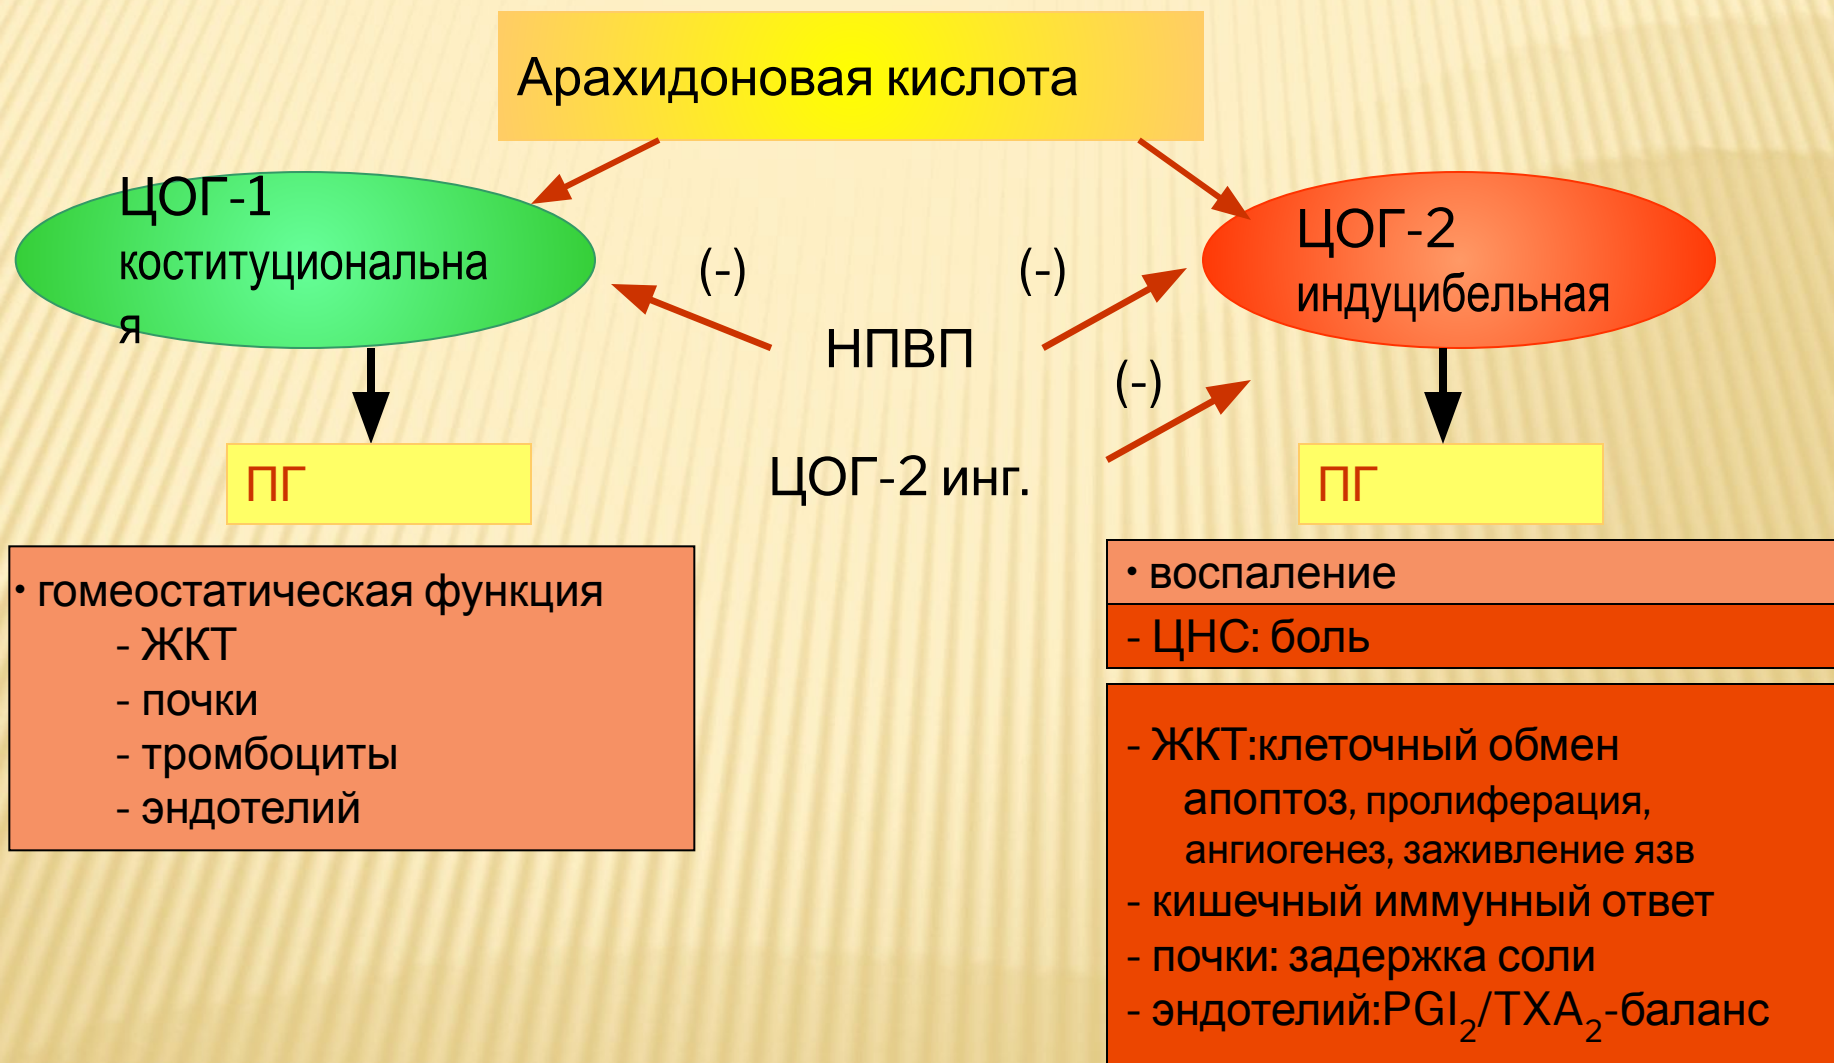 Арахидоновая кислота
ЦОГ-1
коституциональна
я
ЦОГ-2
индуцибельная
(-)
(-)
НПВП
(-)
ЦОГ-2 инг.
ПГ
ПГ
• гомеостатическая функция
- ЖКТ
- почки
- тромбоциты
- эндотелий
• воспаление
- ЦНС: боль
- ЖКТ:клеточный обмен
апоптоз, пролиферация,
ангиогенез, заживление язв
- кишечный иммунный ответ
- почки: задержка соли
- эндотелий:PGI₂/TXA₂-баланс